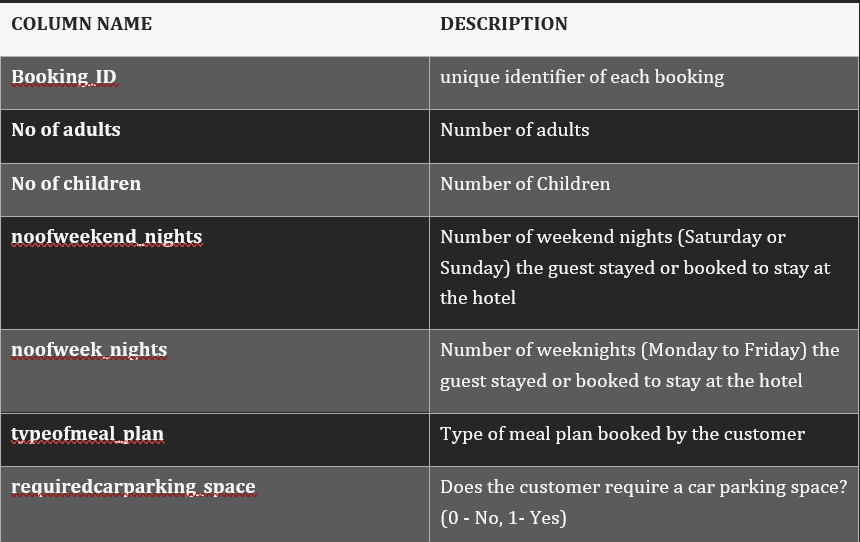 COLUMN NAME DESCRIPTION
Booking_ID unique identifier of each booking
No of adults Number of adults
No of children Number of Children
noofweekend_nights Number of weekend nights (Saturday or
Sunday) the guest stayed or booked to stay at
the hotel
noofweek_nights Number of weeknights (Monday to Friday) the
guest stayed or booked to stay at the hotel
typeofmeal_plan Type of meal plan booked by the customer
requiredcarparking_space Does the customer require a car parking space?
(0 - No, 1- Yes)